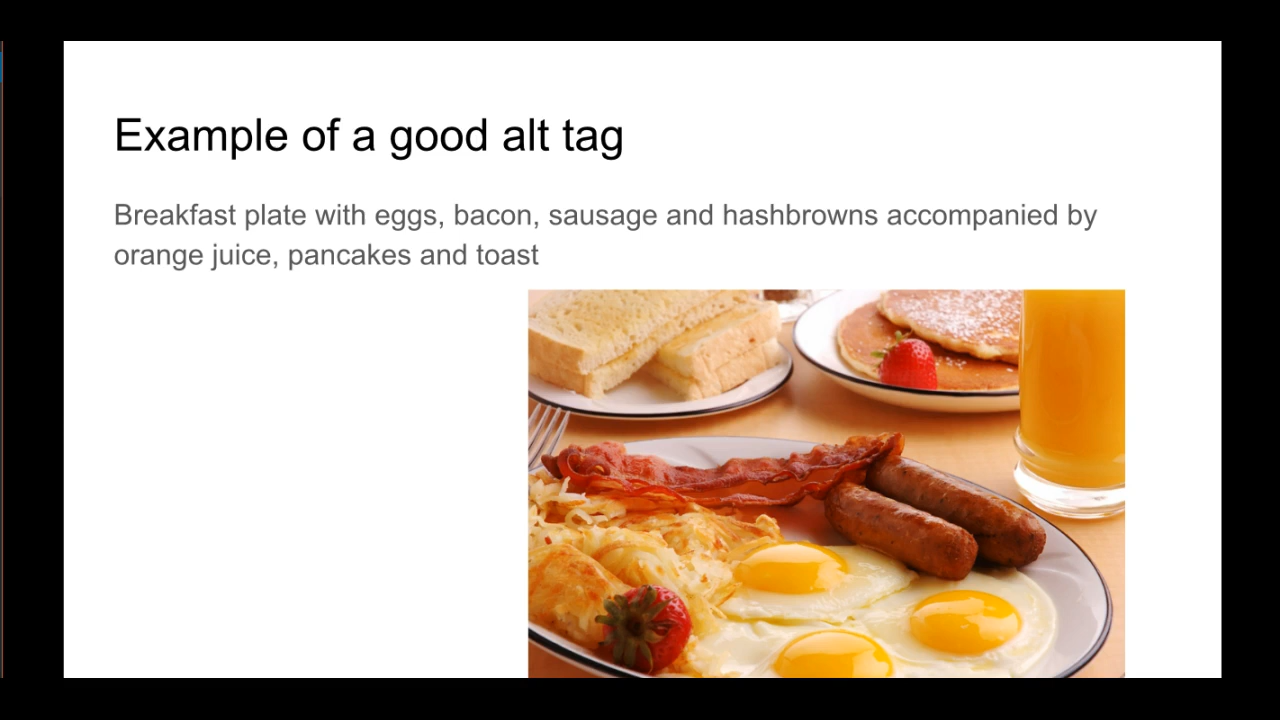 Example of a good alt tag
Breakfast plate with eggs, bacon, sausage and hashbrowns accompanied by
orange juice, pancakes and toast